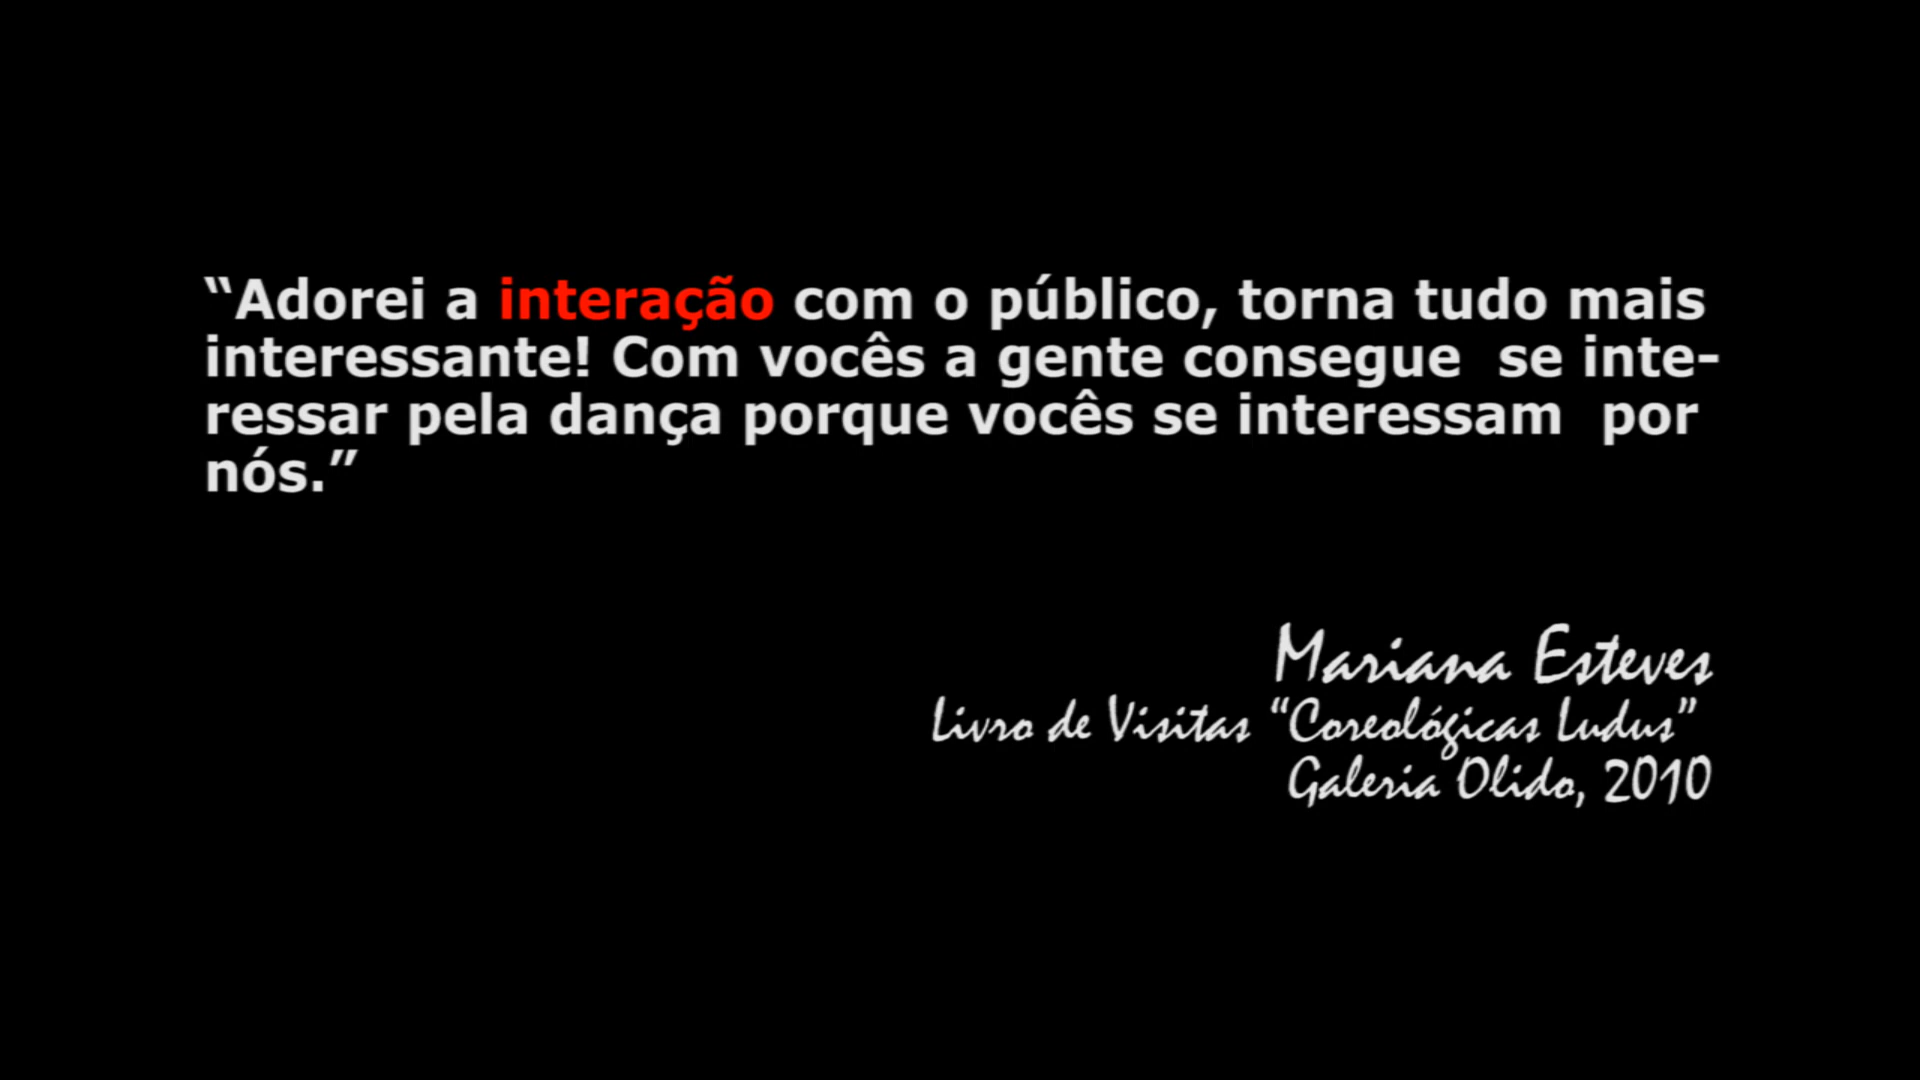 “Adorei a interação com o público, torna tudo mais
interessante! Com vocês a gente consegue  se inte-
ressar pela dança porque vocês se interessam  por
nós.”
Mariana Esteves
Livro de Visitas “Coreológicas Ludus”
Galeria Olido, 2010